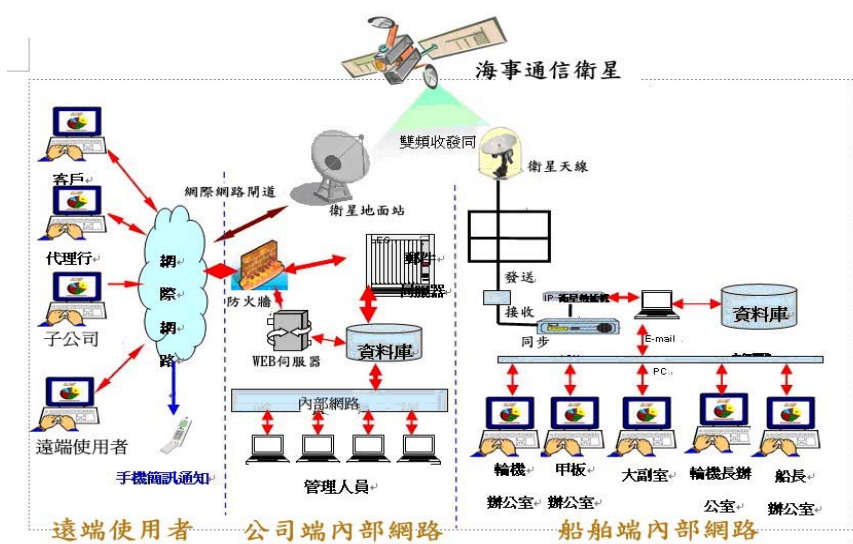 海事通信衛星
雙頻收發同
衛星天線
客戶
網際網路閘道
衛星地面站
代理行
網
際
網
路
防火牆
郵件
伺服器
發送
接收
同步
IP
資料庫
子公司
WEB伺服器
資料庫
E-mail
PC
內部網路
遠端使用者
手機簡訊通知
管理人員
輪機
辦公室
甲板
辦公室
大副室
輪機長辦
公室
船長
辦公室
遠端使用者
公司端內部網路
船舶端內部網路